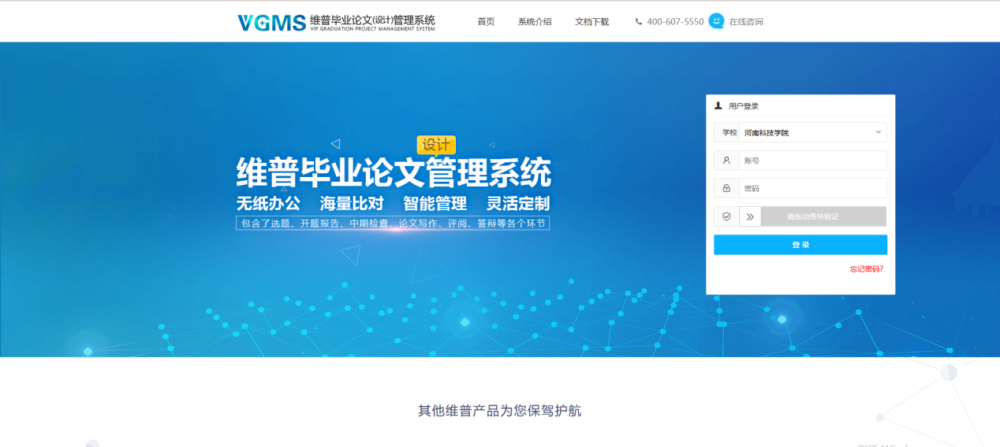 VGMS 维普毕业论文(设计)管理系统
VIP GRADUATION PROJECT MANAGEMENT SYSTEM
首页 系统介绍 文档下载 400-607-5550 在线咨询
设计
维普毕业论文管理系统
无纸办公 海量比对 智能管理 灵活定制
包含了选题、开题报告、中期检查、论文写作、评阅、答辩等各个环节
用户登录
学校 河南科技学院
账号
密码
请拖动滑块验证
登 录
忘记密码?
其他维普产品为您保驾护航